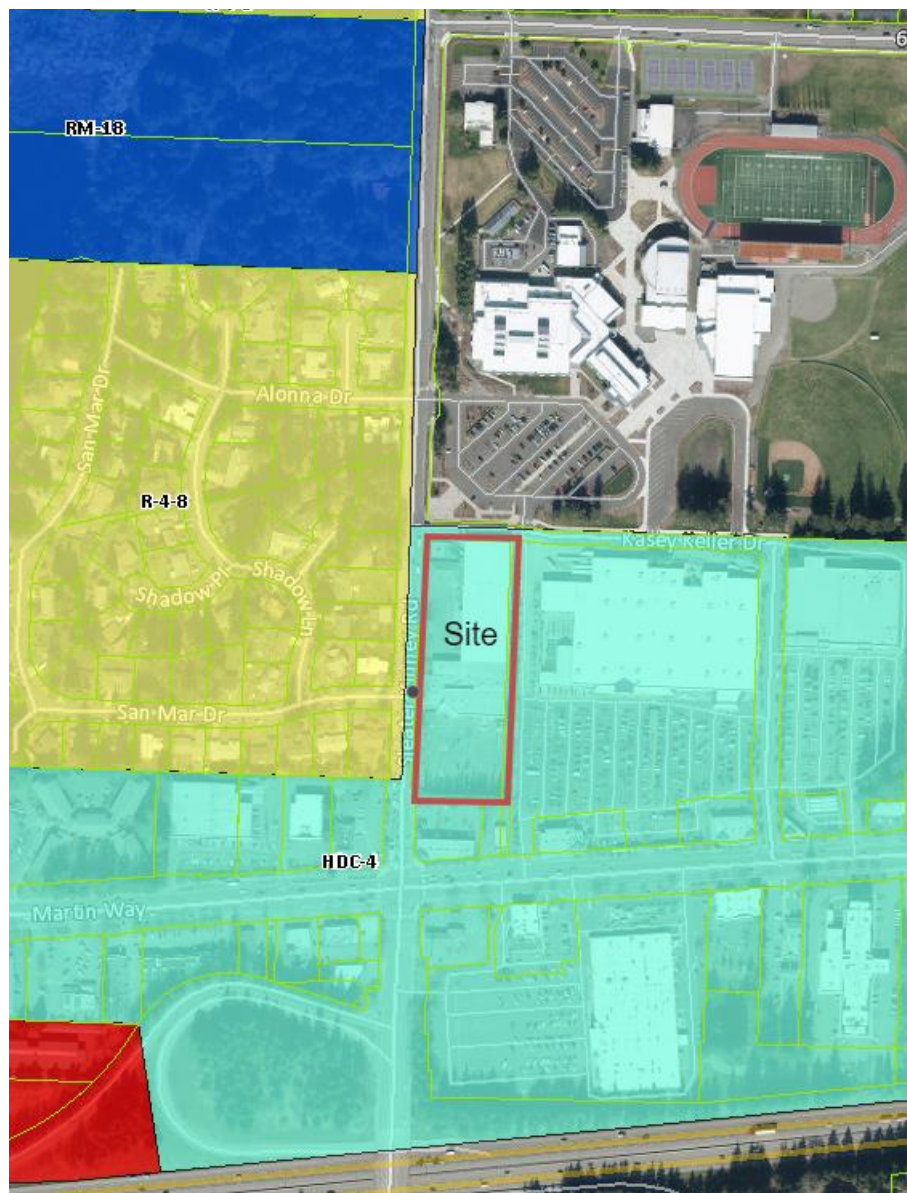 RM-18
San Mar Dr
Alonna Dr
R-4-8
Kasey Keller Dr
Shadow Pl
Shadow Ln
Site
San Mar Dr
HDC-4
Martin Way